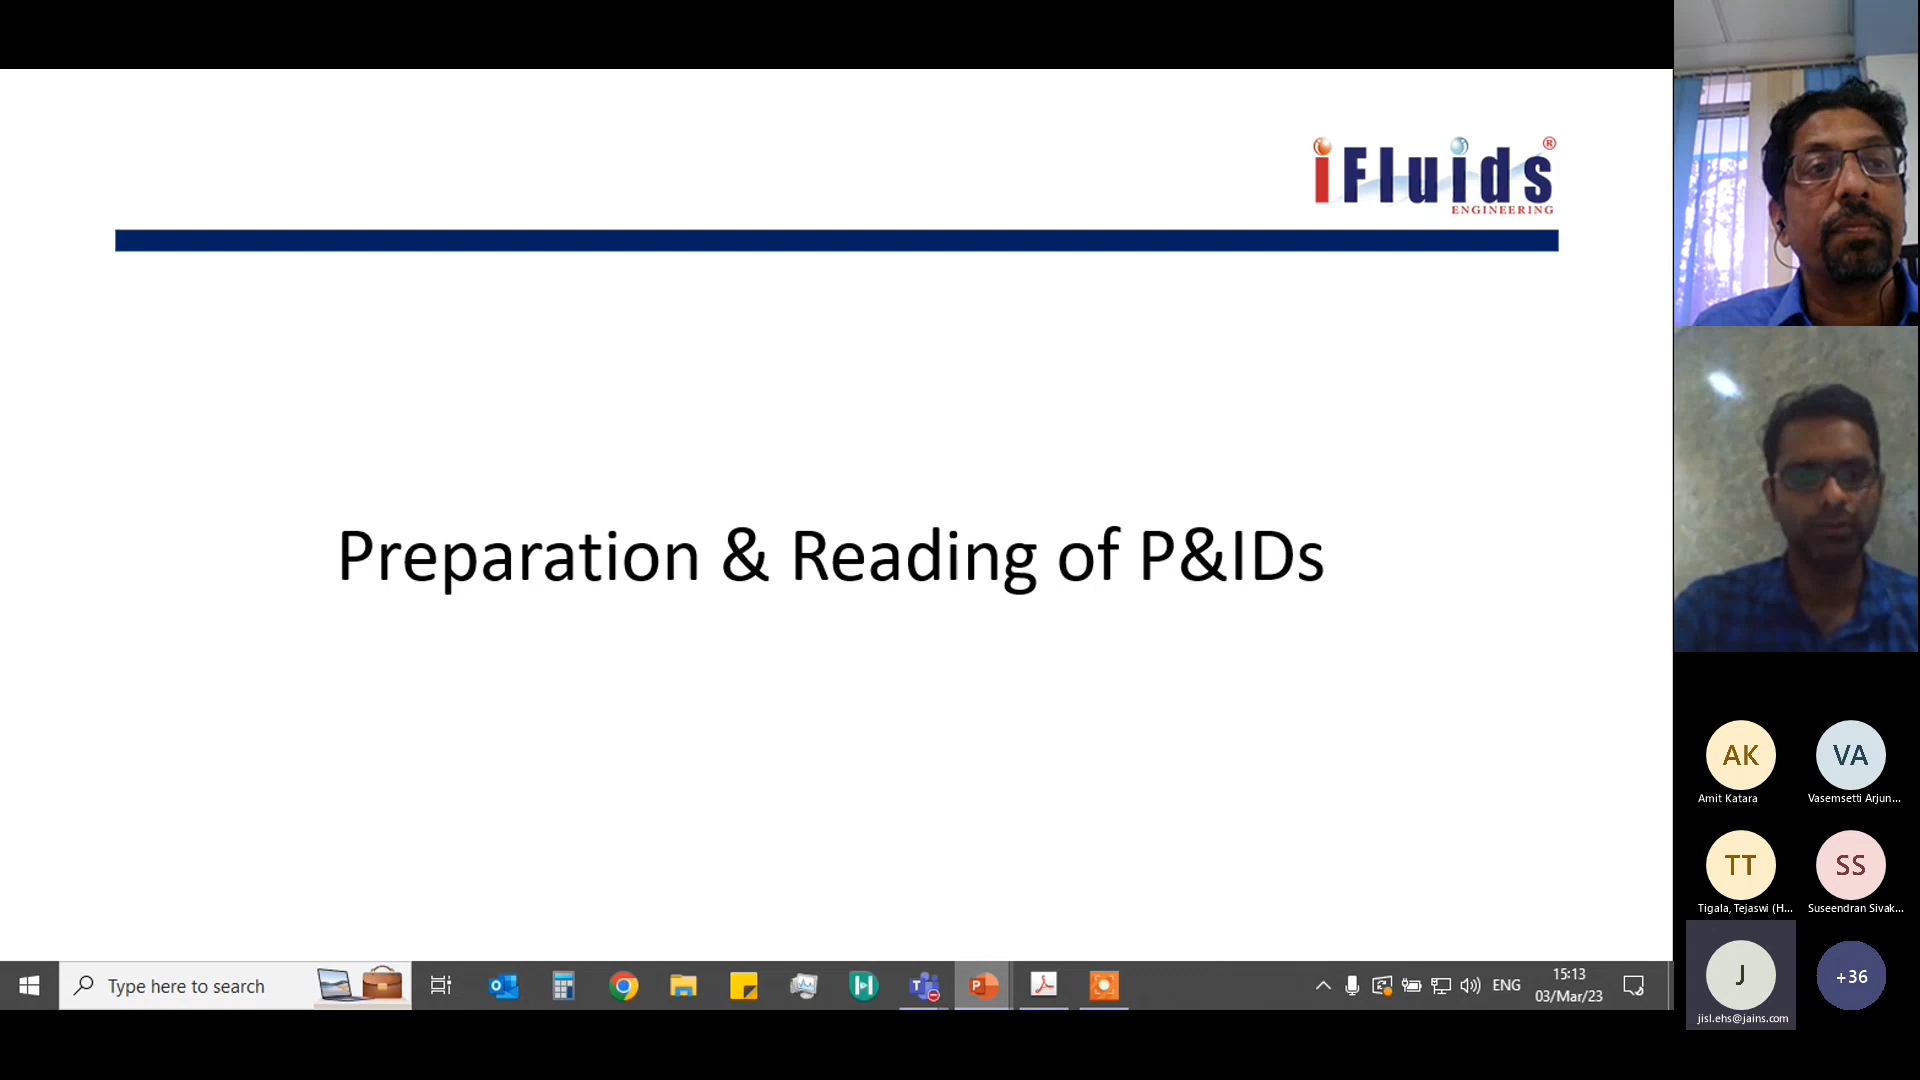 iFluids ®
ENGINEERING
Preparation & Reading of P&IDs
Type here to search
ENG
15:13
03/Mar/23
AK
VA
Amit Katara
Vasemsetti Arjun...
TT
SS
Tigala, Tejaswi (H...
Suseendran Sivak...
J
+36
jisl.ehs@jains.com